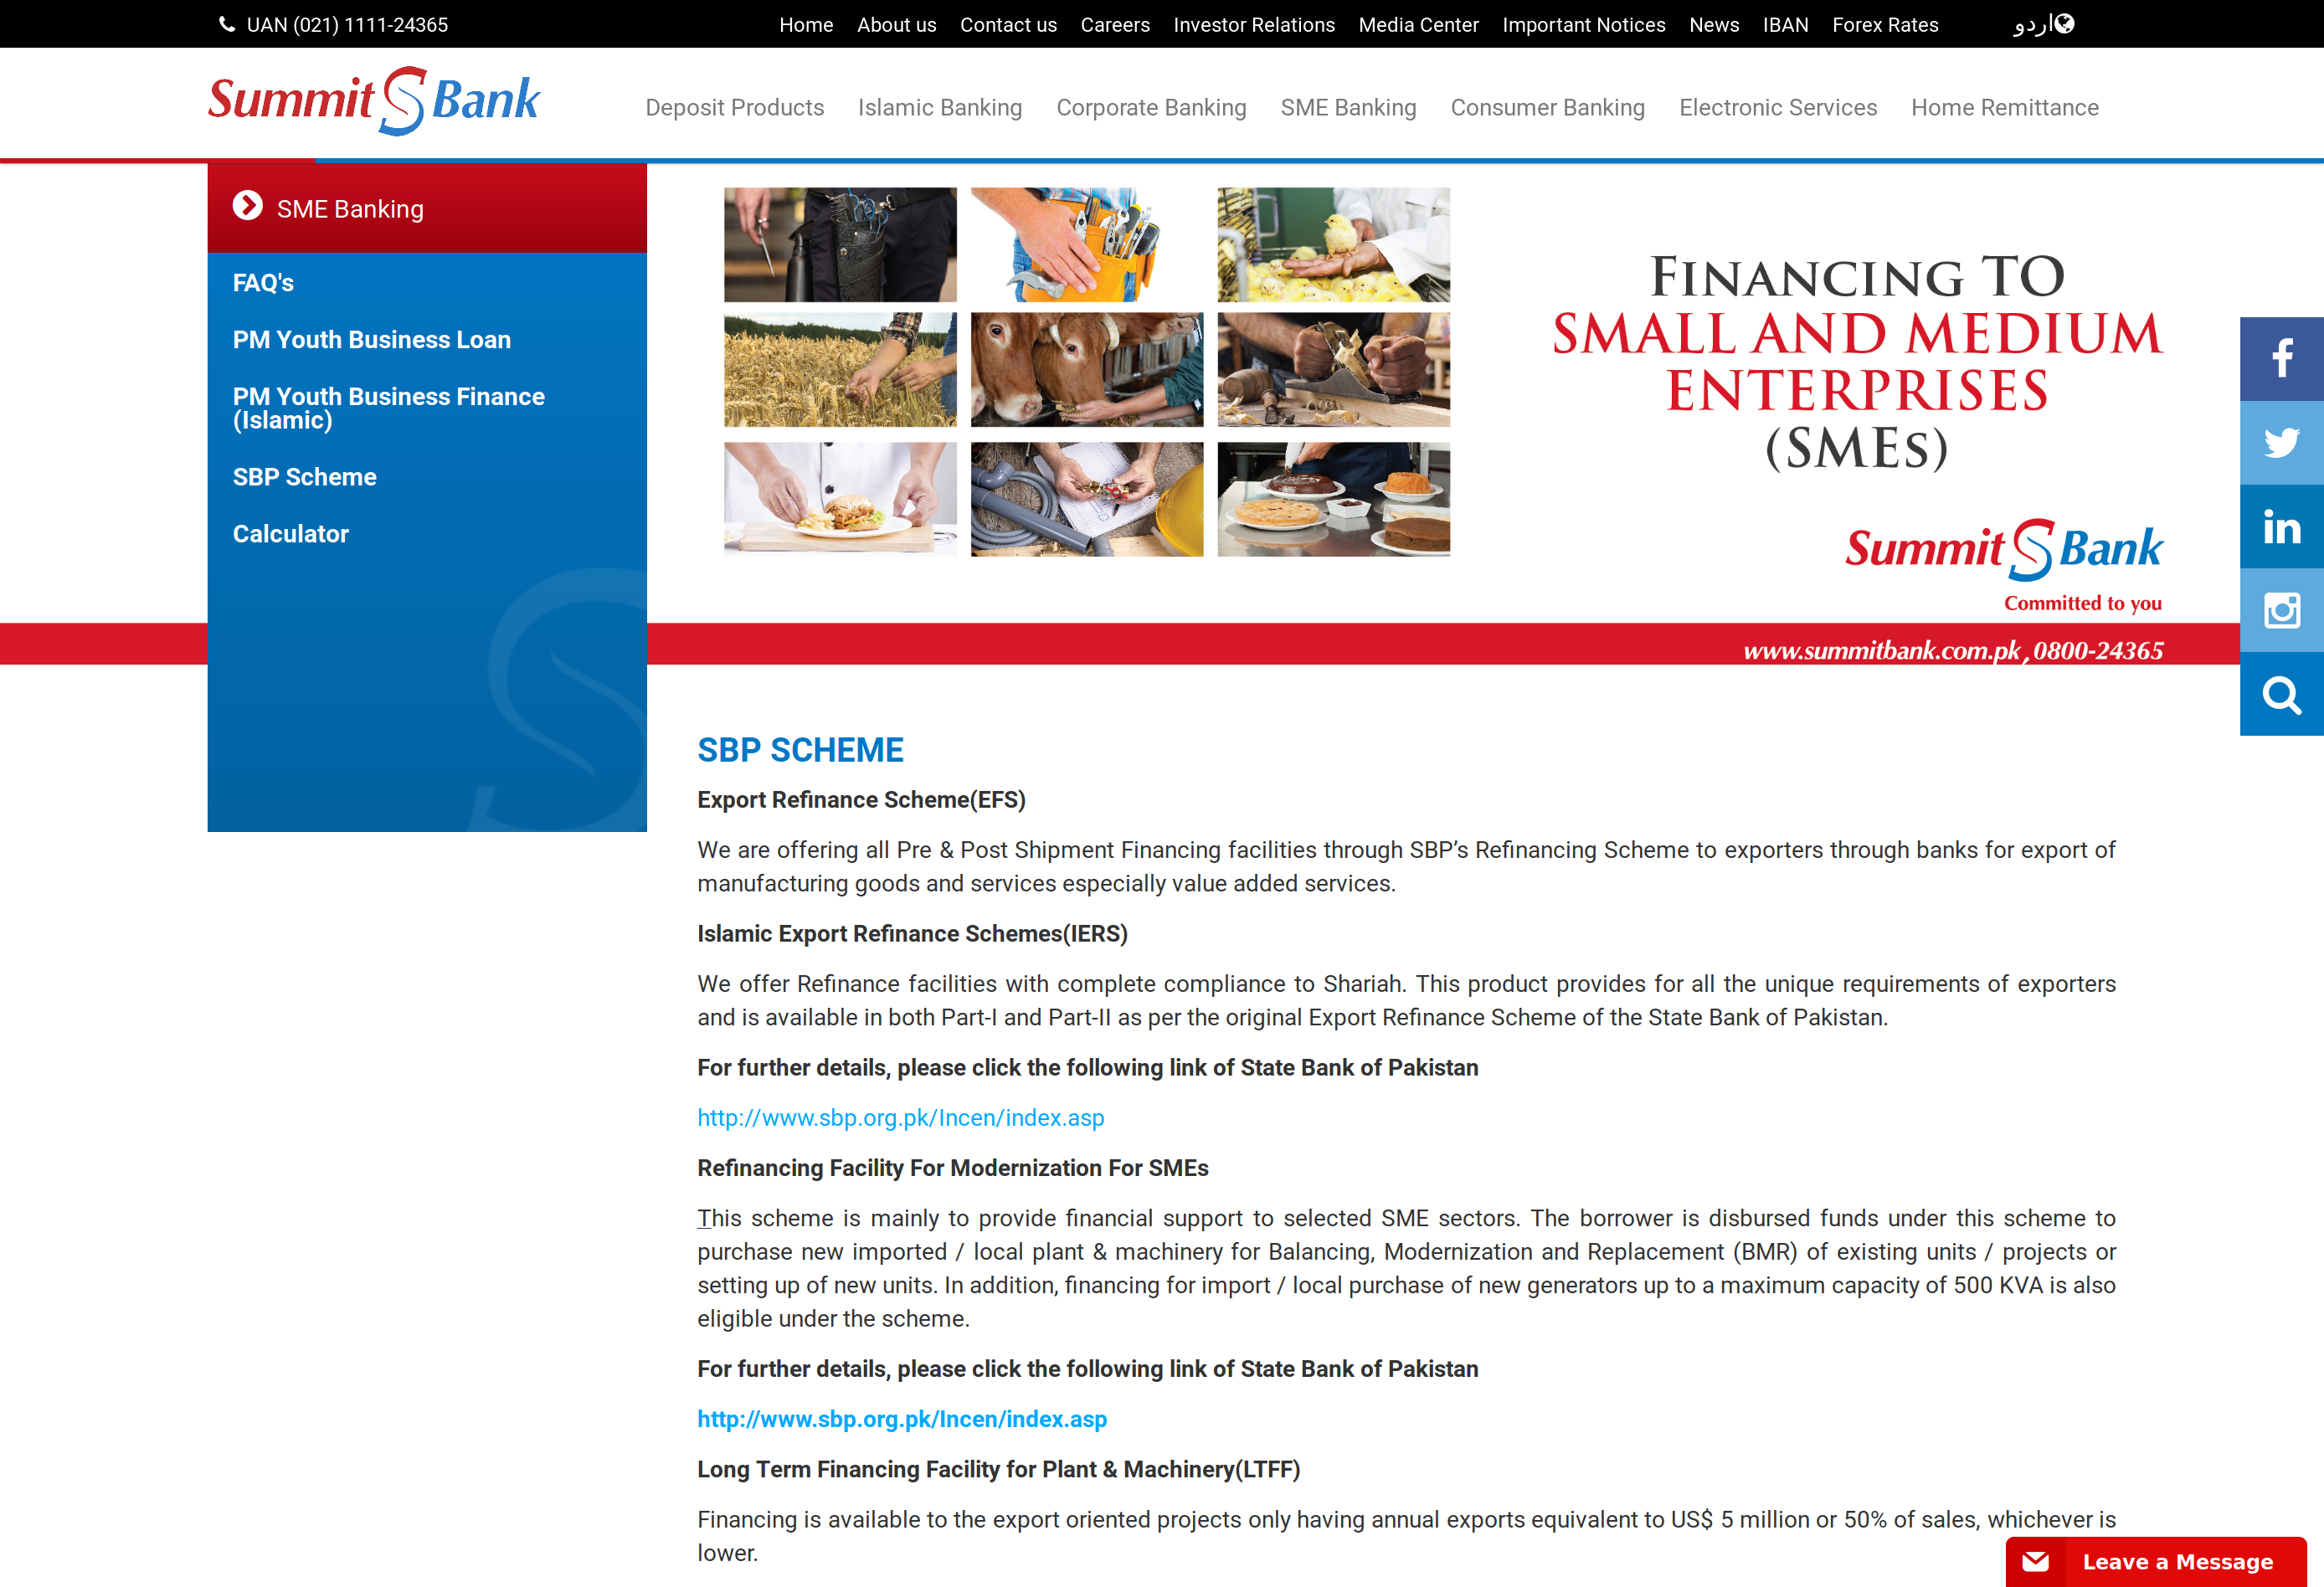 UAN (021) 1111-24365
Home About us Contact us Careers Investor Relations Media Center Important Notices News IBAN Forex Rates اردو
Summit S Bank
Deposit Products Islamic Banking Corporate Banking SME Banking Consumer Banking Electronic Services Home Remittance
SME Banking
FAQ's
PM Youth Business Loan
PM Youth Business Finance
(Islamic)
SBP Scheme
Calculator
FINANCING TO
SMALL AND MEDIUM
ENTERPRISES
(SMES)
Summit S Bank
Committed to you
www.summitbank.com.pk , 0800-24365
SBP SCHEME
Export Refinance Scheme(EFS)
We are offering all Pre & Post Shipment Financing facilities through SBP’s Refinancing Scheme to exporters through banks for export of
manufacturing goods and services especially value added services.
Islamic Export Refinance Schemes(IERS)
We offer Refinance facilities with complete compliance to Shariah. This product provides for all the unique requirements of exporters
and is available in both Part-I and Part-II as per the original Export Refinance Scheme of the State Bank of Pakistan.
For further details, please click the following link of State Bank of Pakistan
http://www.sbp.org.pk/Incen/index.asp
Refinancing Facility For Modernization For SMEs
This scheme is mainly to provide financial support to selected SME sectors. The borrower is disbursed funds under this scheme to
purchase new imported / local plant & machinery for Balancing, Modernization and Replacement (BMR) of existing units / projects or
setting up of new units. In addition, financing for import / local purchase of new generators up to a maximum capacity of 500 KVA is also
eligible under the scheme.
For further details, please click the following link of State Bank of Pakistan
http://www.sbp.org.pk/Incen/index.asp
Long Term Financing Facility for Plant & Machinery(LTFF)
Financing is available to the export oriented projects only having annual exports equivalent to US$ 5 million or 50% of sales, whichever is
lower.
Leave a Message